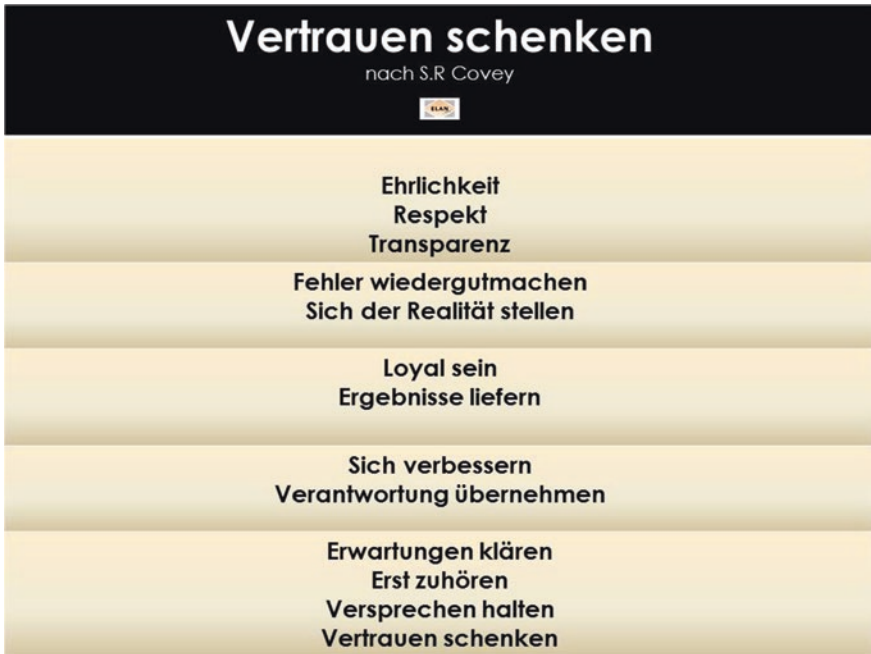 Vertrauen schenken
nach S.R Covey
ELAN
Ehrlichkeit
Respekt
Transparenz
Fehler wiedergutmachen
Sich der Realität stellen
Loyal sein
Ergebnisse liefern
Sich verbessern
Verantwortung übernehmen
Erwartungen klären
Erst zuhören
Versprechen halten
Vertrauen schenken